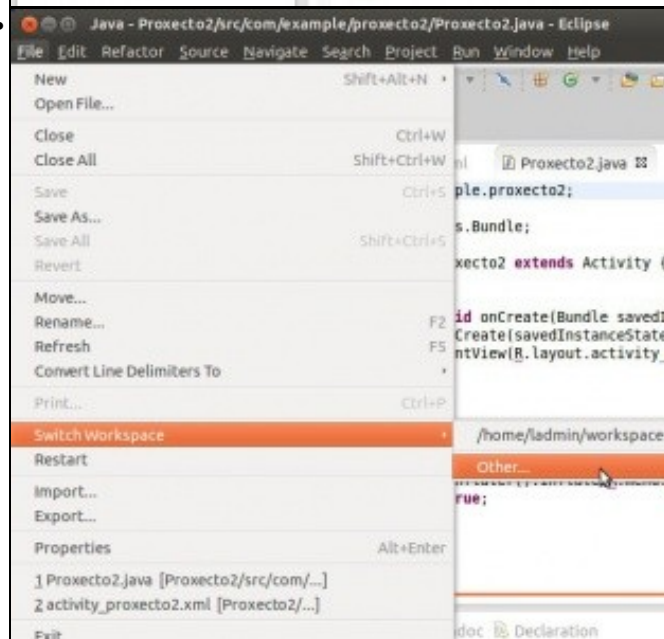 Java - Proxecto2/src/com/example/proxecto2/Proxecto2.java - Eclipse
File Edit Refactor Source Navigate Search Project Run Window Help
New Shift+Alt+N
Open File...
Close Ctrl+W
Close All Shift+Ctrl+W
Proxecto2.java
Save Ctrl+S
ple.proxecto2;
Save As...
s.Bundle;
Save All Shift+Ctrl+S
Revert
xecto2 extends Activity {
Move...
Rename... F2
id onCreate(Bundle savedI
Refresh F5
Create(savedInstanceState
Convert Line Delimiters To
ntView(R.layout.activity_
Print... Ctrl+P
Switch Workspace
/home/ladmin/workspace
Restart
Other...
Import...
rue;
Export...
Properties Alt+Enter
1 Proxecto2.java [Proxecto2/src/com/...]
2 activity_proxecto2.xml [Proxecto2/...]
Exit
doc Declaration